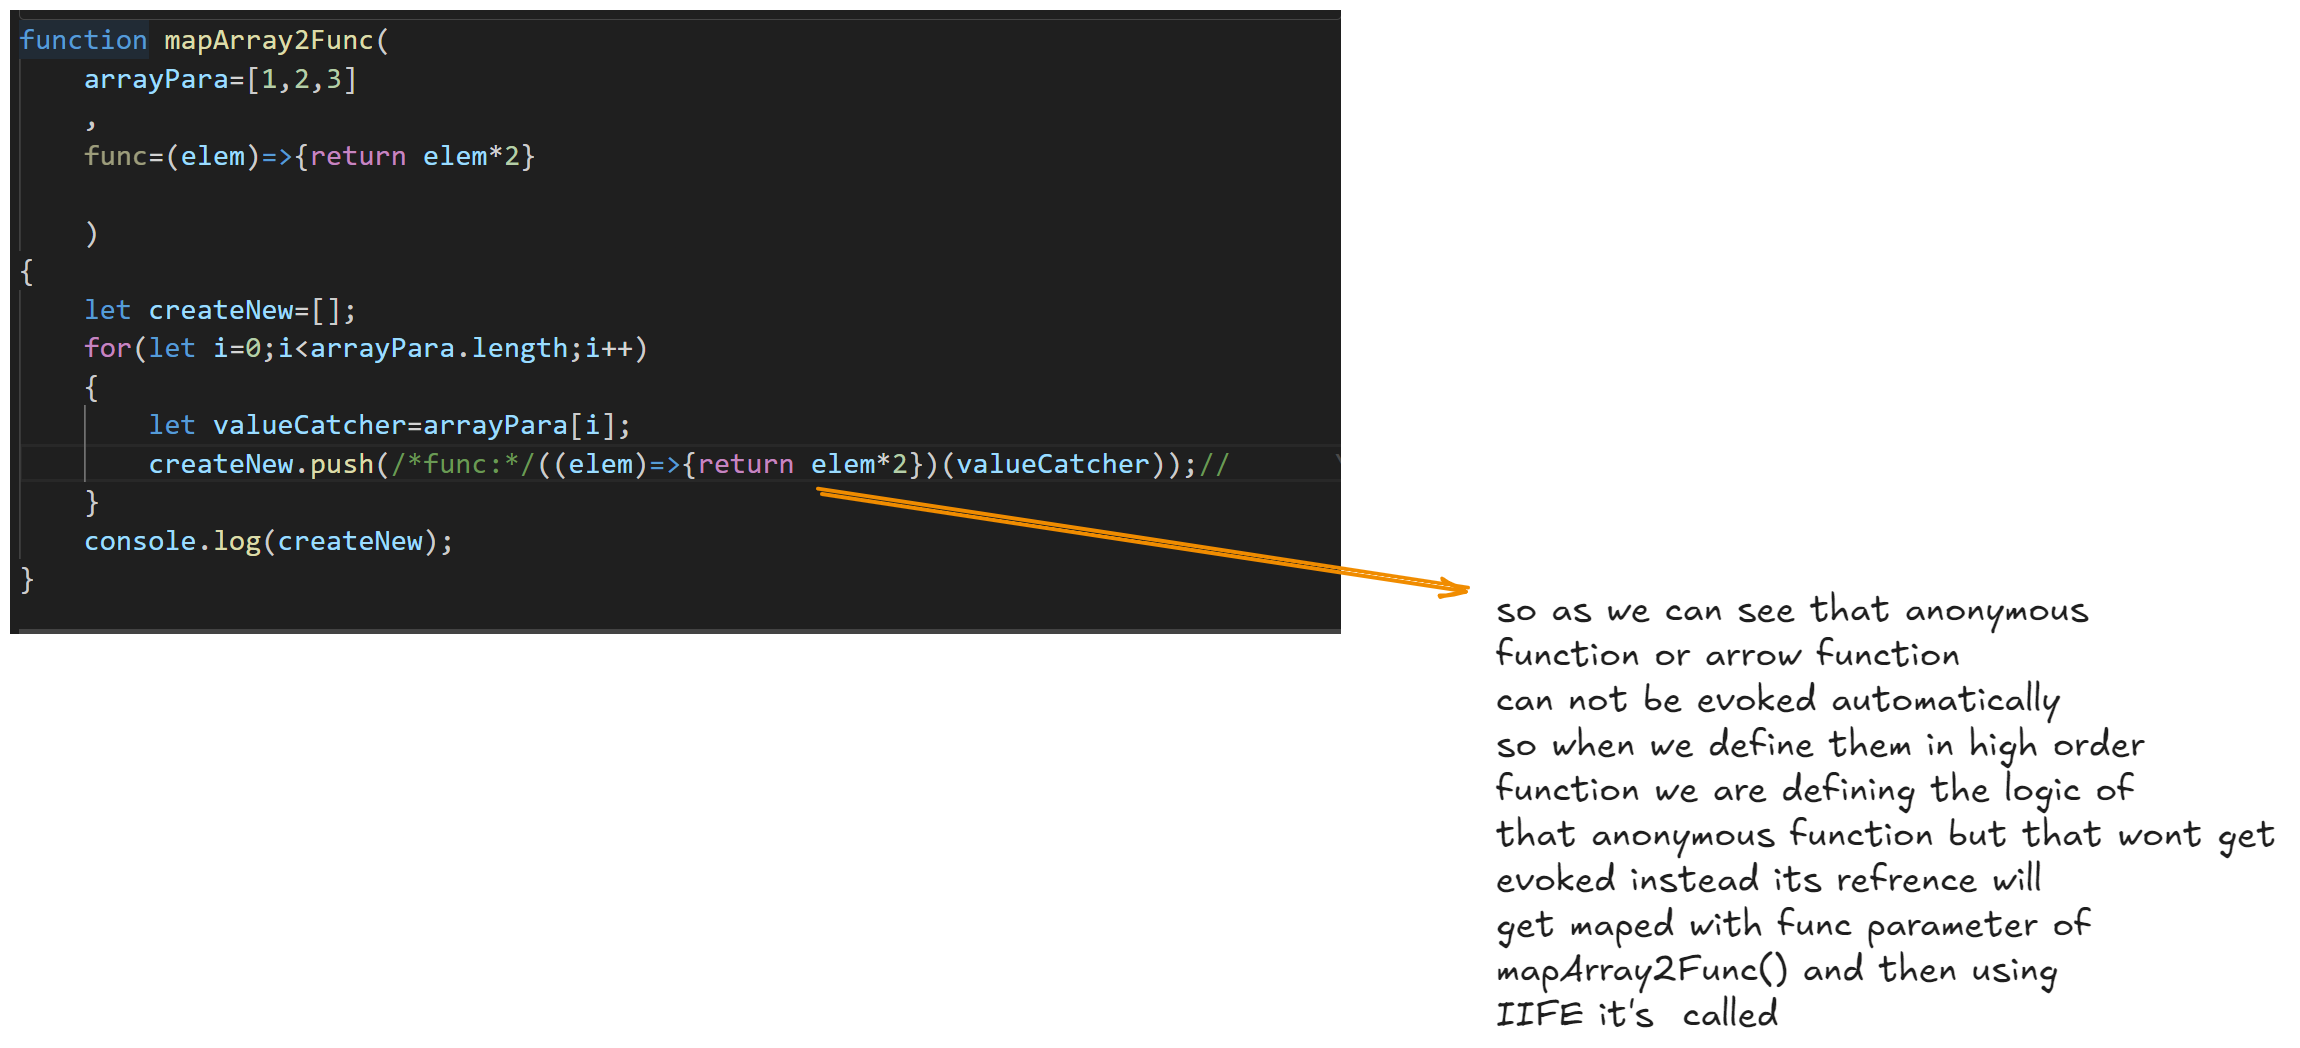 function mapArray2Func(
    arrayPara=[1,2,3]
    ,
    func=(elem)=>{return elem*2}
    )
{
    let createNew=[];
    for(let i=0;i<arrayPara.length;i++)
    {
        let valueCatcher=arrayPara[i];
        createNew.push(/*func:*/((elem)=>{return elem*2})(valueCatcher));//
    }
    console.log(createNew);
}
so as we can see that anonymous
function or arrow function
can not be evoked automatically
so when we define them in high order
function we are defining the logic of
that anonymous function but that wont get
evoked instead its refrence will
get maped with func parameter of
mapArray2Func() and then using
IIFE it's called